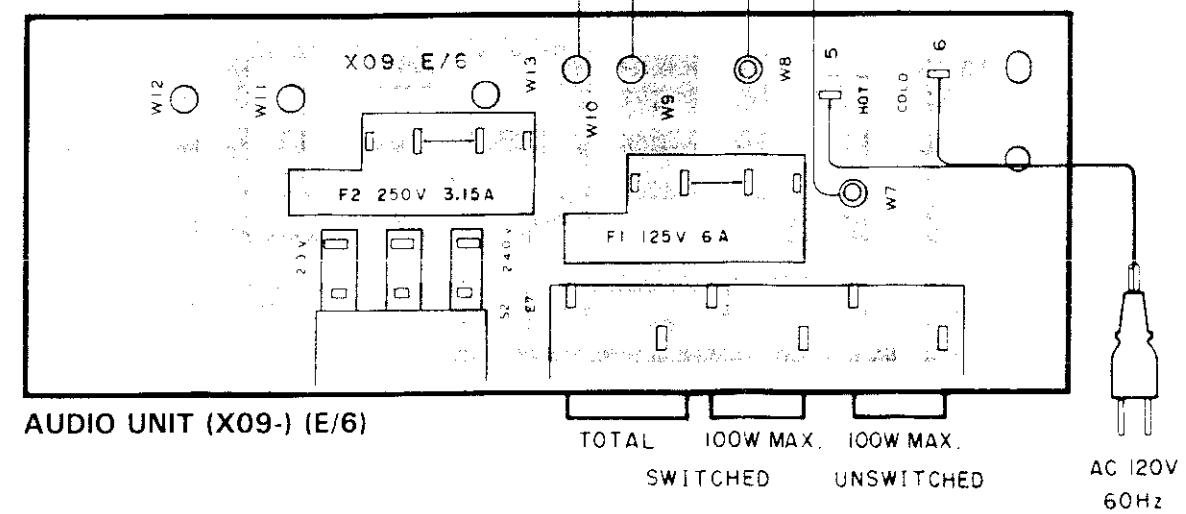 X09 E/6
W12
W11
W13
W10
W9
W8
5
HOT
6
COLD
W7
F2 250V 3.15A
F1 125V 6A
240V
S2
E7
AUDIO UNIT (X09-) (E/6)
TOTAL 100W MAX. 100W MAX.
SWITCHED UNSWITCHED
AC 120V
60Hz